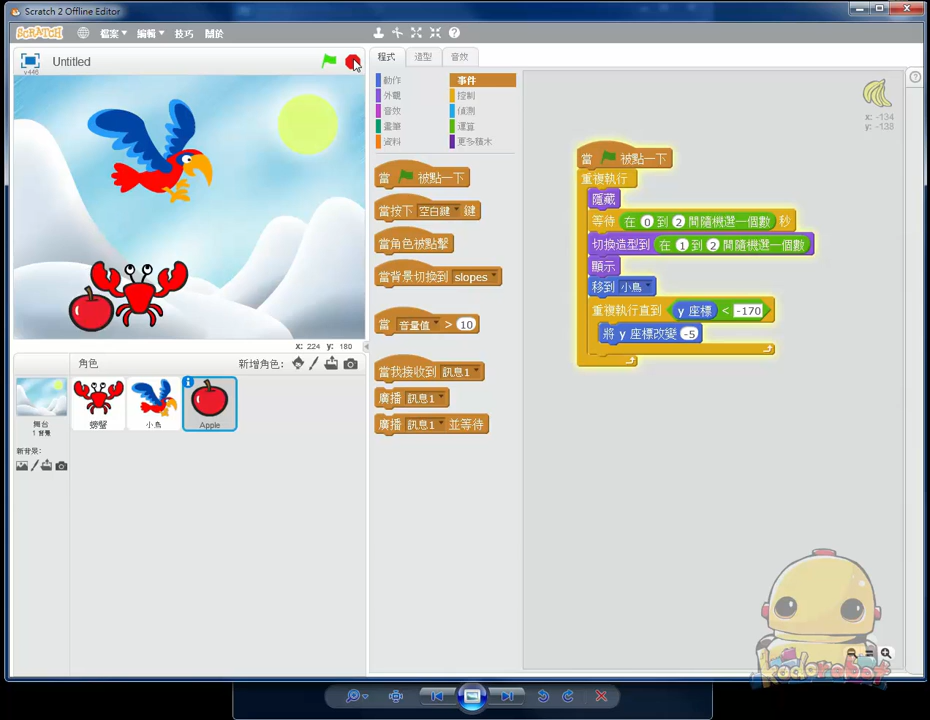 Scratch 2 Offline Editor
SCRATCH 檔案 編輯 技巧 關於
v446 Untitled
程式 造型 音效
動作 事件
外觀 控制
音效 偵測
畫筆 運算
資料 更多積木
當 被點一下
當按下 空白鍵 鍵
當角色被點擊
當背景切換到 slopes
當 音量值 > 10
當我接收到 訊息1
廣播 訊息1
廣播 訊息1 並等待
x: -134
y: -138
當 被點一下
重複執行
隱藏
等待 在 0 到 2 間隨機選一個數 秒
切換造型到 在 1 到 2 間隨機選一個數
顯示
移到 小鳥
重複執行直到 y 座標 < -170
將 y 座標改變 -5
x: 224 y: 180
角色 新增角色:
舞台
1 背景
新背景:
螃蟹 小鳥 Apple
kodorobot